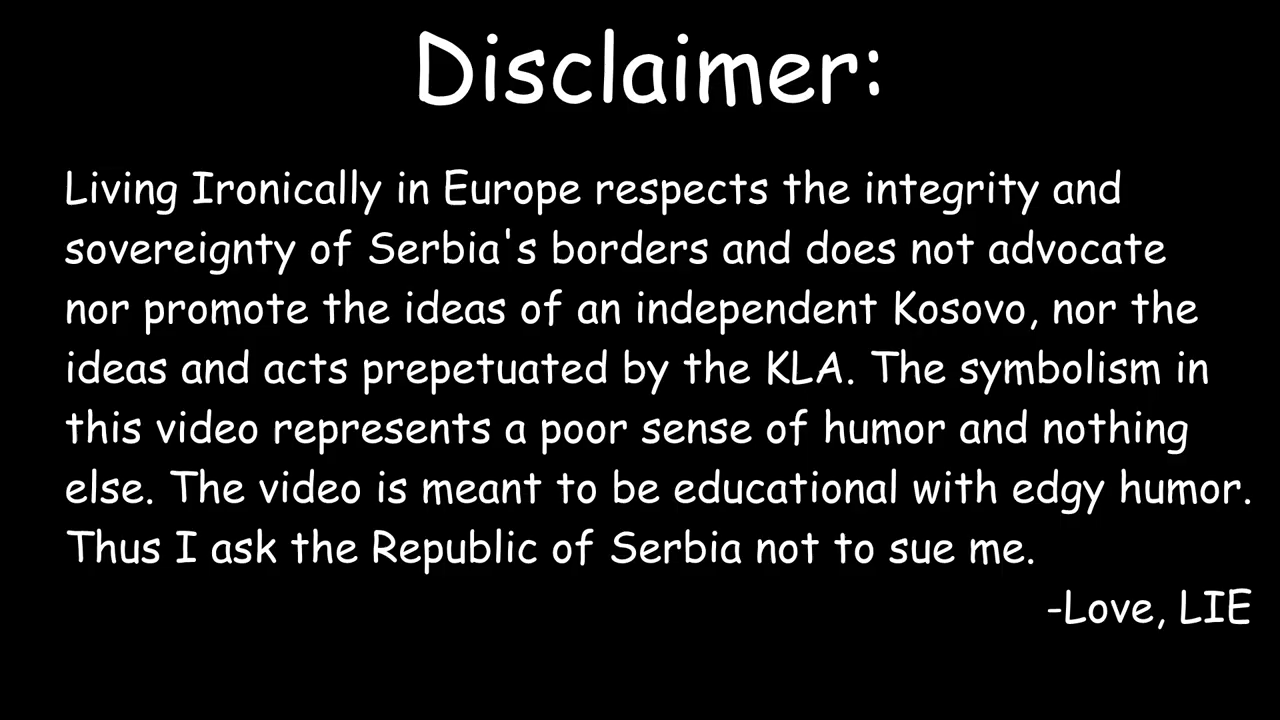 Disclaimer:
Living Ironically in Europe respects the integrity and
sovereignty of Serbia's borders and does not advocate
nor promote the ideas of an independent Kosovo, nor the
ideas and acts prepetuated by the KLA. The symbolism in
this video represents a poor sense of humor and nothing
else. The video is meant to be educational with edgy humor.
Thus I ask the Republic of Serbia not to sue me.
-Love, LIE